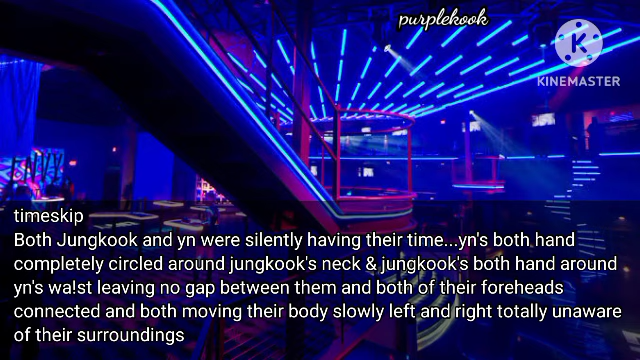 purplekook
KINEMASTER
ENVY
timeskip
Both Jungkook and yn were silently having their time...yn's both hand
completely circled around jungkook's neck & jungkook's both hand around
yn's wa!st leaving no gap between them and both of their foreheads
connected and both moving their body slowly left and right totally unaware
of their surroundings